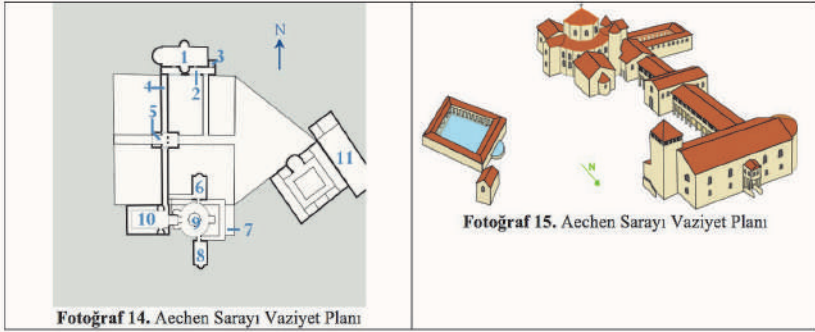 N
1
3
4
2
5
11
6
10
9
7
8
Fotoğraf 14. Aechen Sarayı Vaziyet Planı
N
Fotoğraf 15. Aechen Sarayı Vaziyet Planı